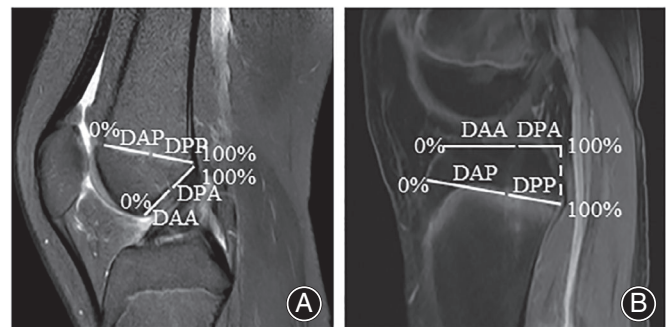 0% DAP DPP 100%
100%
DPA
0%
DAA
A
DAA DPA
0% 100%
DAP
0% DPP
100%
B